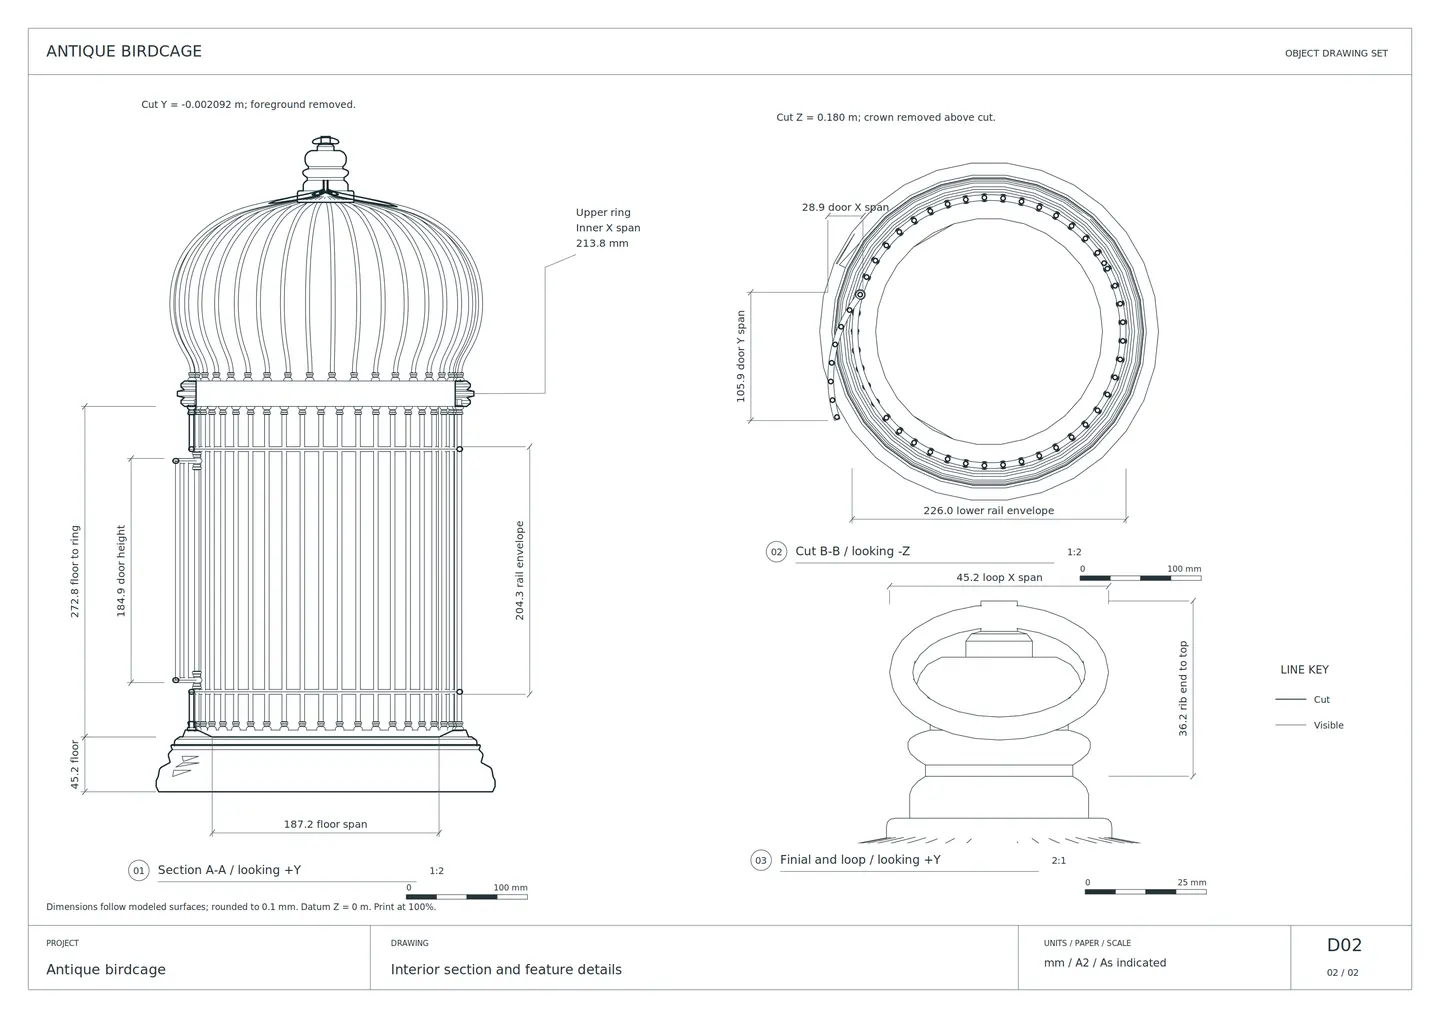 ANTIQUE BIRDCAGE
OBJECT DRAWING SET
Cut Y = -0.002092 m; foreground removed.
Upper ring
Inner X span
213.8 mm
272.8 floor to ring
184.9 door height
204.3 rail envelope
45.2 floor
187.2 floor span
01
Section A-A / looking +Y
1:2
0
100 mm
Cut Z = 0.180 m; crown removed above cut.
28.9 door X span
105.9 door Y span
226.0 lower rail envelope
02
Cut B-B / looking -Z
1:2
0
100 mm
45.2 loop X span
36.2 rib end to top
03
Finial and loop / looking +Y
2:1
0
25 mm
LINE KEY
Cut
Visible
Dimensions follow modeled surfaces; rounded to 0.1 mm. Datum Z = 0 m. Print at 100%.
PROJECT
Antique birdcage
DRAWING
Interior section and feature details
UNITS / PAPER / SCALE
mm / A2 / As indicated
D02
02 / 02